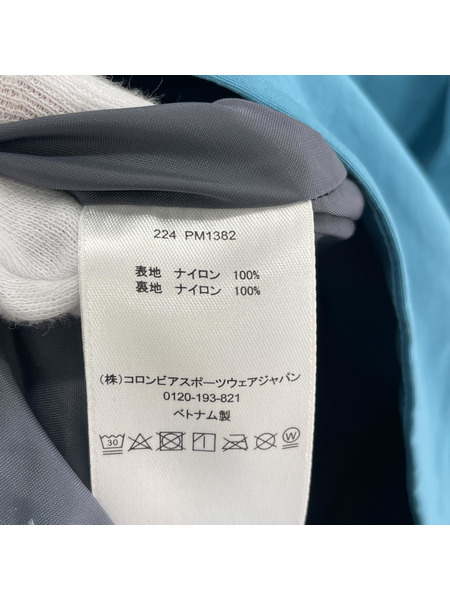 224 PM1382
表地 ナイロン 100%
裏地 ナイロン 100%
(株)コロンビアスポーツウェアジャパン
0120-193-821
ベトナム製
30 W